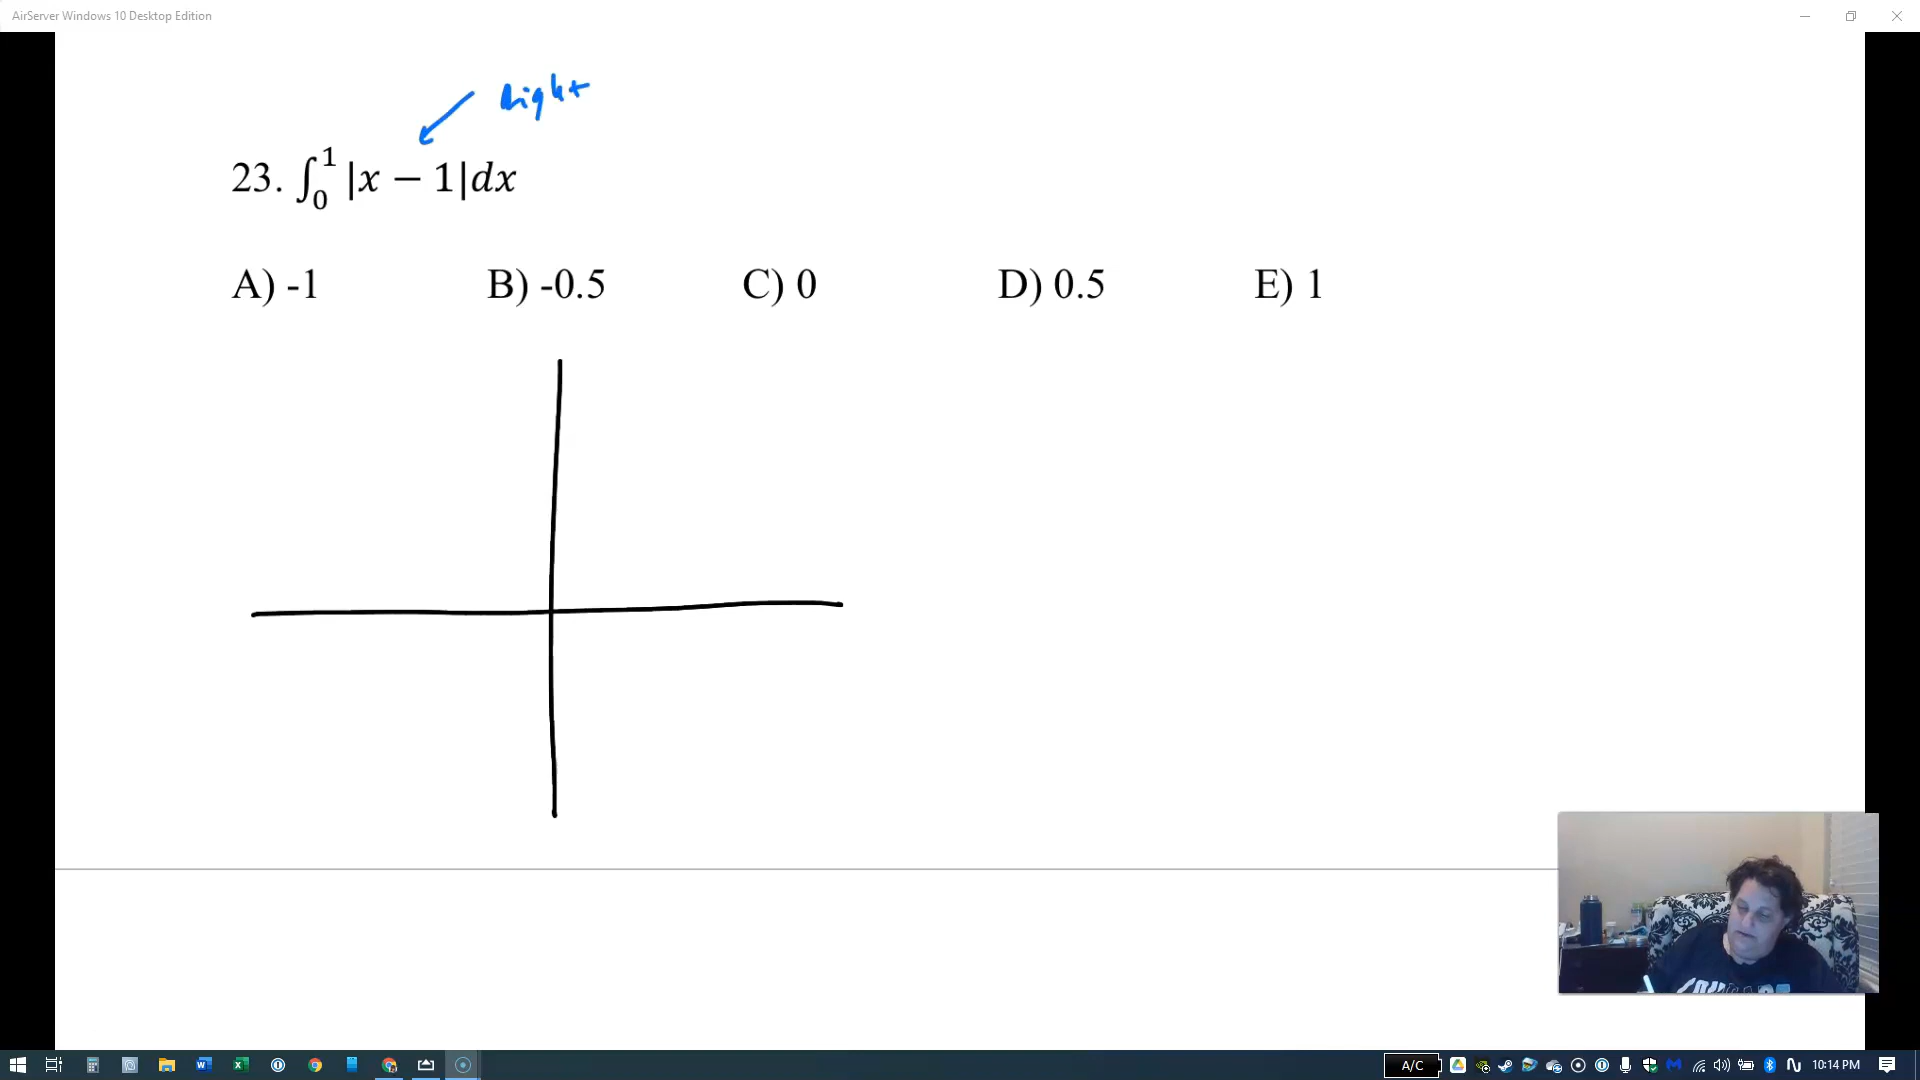 AirServer Windows 10 Desktop Edition
right
23. ∫₀¹ |x − 1|dx
A) -1 B) -0.5 C) 0 D) 0.5 E) 1
A/C 10:14 PM